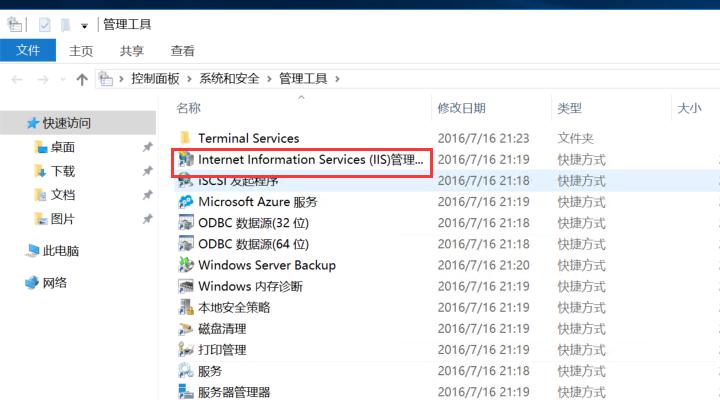 管理工具
文件 主页 共享 查看
控制面板 系统和安全 管理工具
名称 修改日期 类型 大小
快速访问
桌面
下载
文档
图片
此电脑
网络
Terminal Services 2016/7/16 21:23 文件夹
Internet Information Services (IIS)管理... 2016/7/16 21:19 快捷方式
iSCSI 发起程序 2016/7/16 21:18 快捷方式
Microsoft Azure 服务 2016/7/16 21:19 快捷方式
ODBC 数据源(32 位) 2016/7/16 21:18 快捷方式
ODBC 数据源(64 位) 2016/7/16 21:18 快捷方式
Windows Server Backup 2016/7/16 21:20 快捷方式
Windows 内存诊断 2016/7/16 21:19 快捷方式
本地安全策略 2016/7/16 21:19 快捷方式
磁盘清理 2016/7/16 21:19 快捷方式
打印管理 2016/7/16 21:19 快捷方式
服务 2016/7/16 21:18 快捷方式
服务器管理器 2016/7/16 21:19 快捷方式